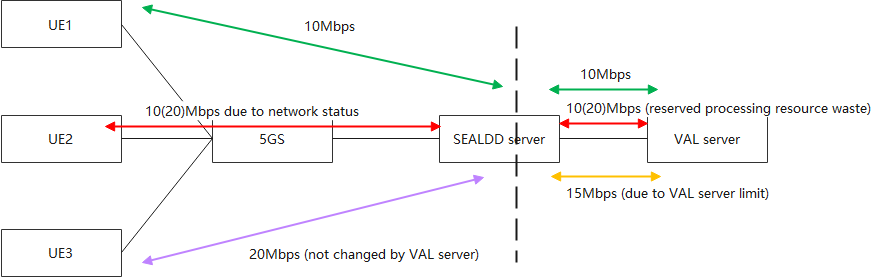 UE1
10Mbps
10Mbps
10(20)Mbps due to network status
10(20)Mbps (reserved processing resource waste)
UE2
5GS
SEALDD server
VAL server
15Mbps (due to VAL server limit)
UE3
20Mbps (not changed by VAL server)